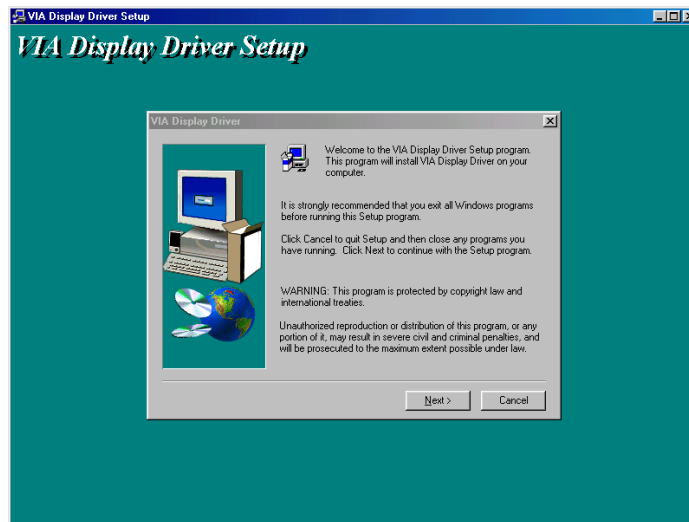 VIA Display Driver Setup
VIA Display Driver Setup
VIA Display Driver
Welcome to the VIA Display Driver Setup program.
This program will install VIA Display Driver on your
computer.
It is strongly recommended that you exit all Windows programs
before running this Setup program.
Click Cancel to quit Setup and then close any programs you
have running. Click Next to continue with the Setup program.
WARNING: This program is protected by copyright law and
international treaties.
Unauthorized reproduction or distribution of this program, or any
portion of it, may result in severe civil and criminal penalties, and
will be prosecuted to the maximum extent possible under law.
Next >
Cancel